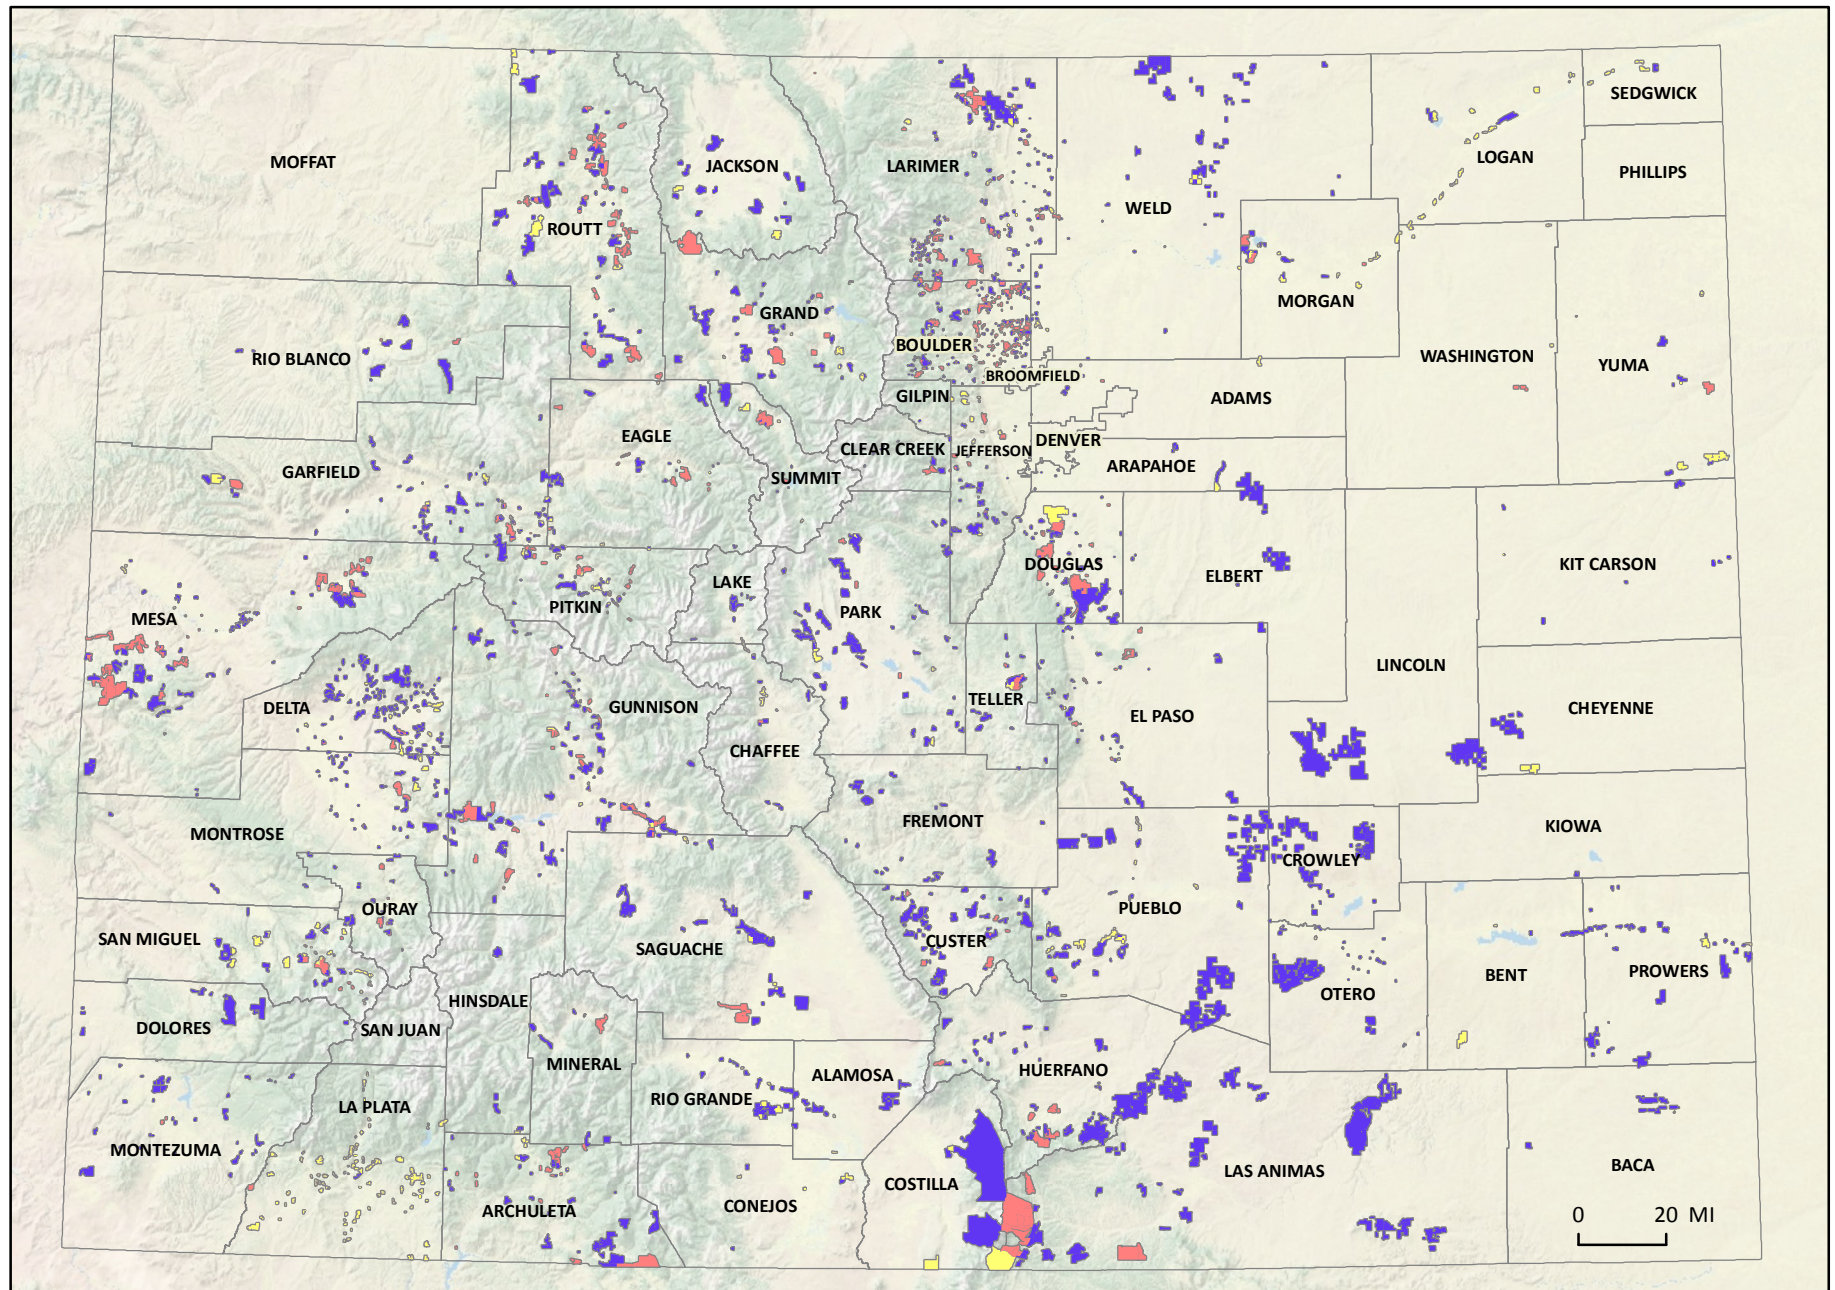 SEDGWICK
MOFFAT
JACKSON
LARIMER
LOGAN
PHILLIPS
WELD
ROUTT
MORGAN
GRAND
BOULDER
RIO BLANCO
WASHINGTON
YUMA
BROOMFIELD
GILPIN
ADAMS
EAGLE
DENVER
CLEAR CREEK
JEFFERSON
ARAPAHOE
GARFIELD
SUMMIT
DOUGLAS
ELBERT
KIT CARSON
LAKE
PITKIN
PARK
MESA
LINCOLN
TELLER
DELTA
GUNNISON
EL PASO
CHEYENNE
CHAFFEE
FREMONT
MONTROSE
KIOWA
CROWLEY
OURAY
PUEBLO
SAN MIGUEL
SAGUACHE
CUSTER
BENT
PROWERS
HINSDALE
OTERO
DOLORES
SAN JUAN
MINERAL
ALAMOSA
HUERFANO
RIO GRANDE
LA PLATA
MONTEZUMA
LAS ANIMAS
BACA
COSTILLA
ARCHULETA
CONEJOS
0 20 MI